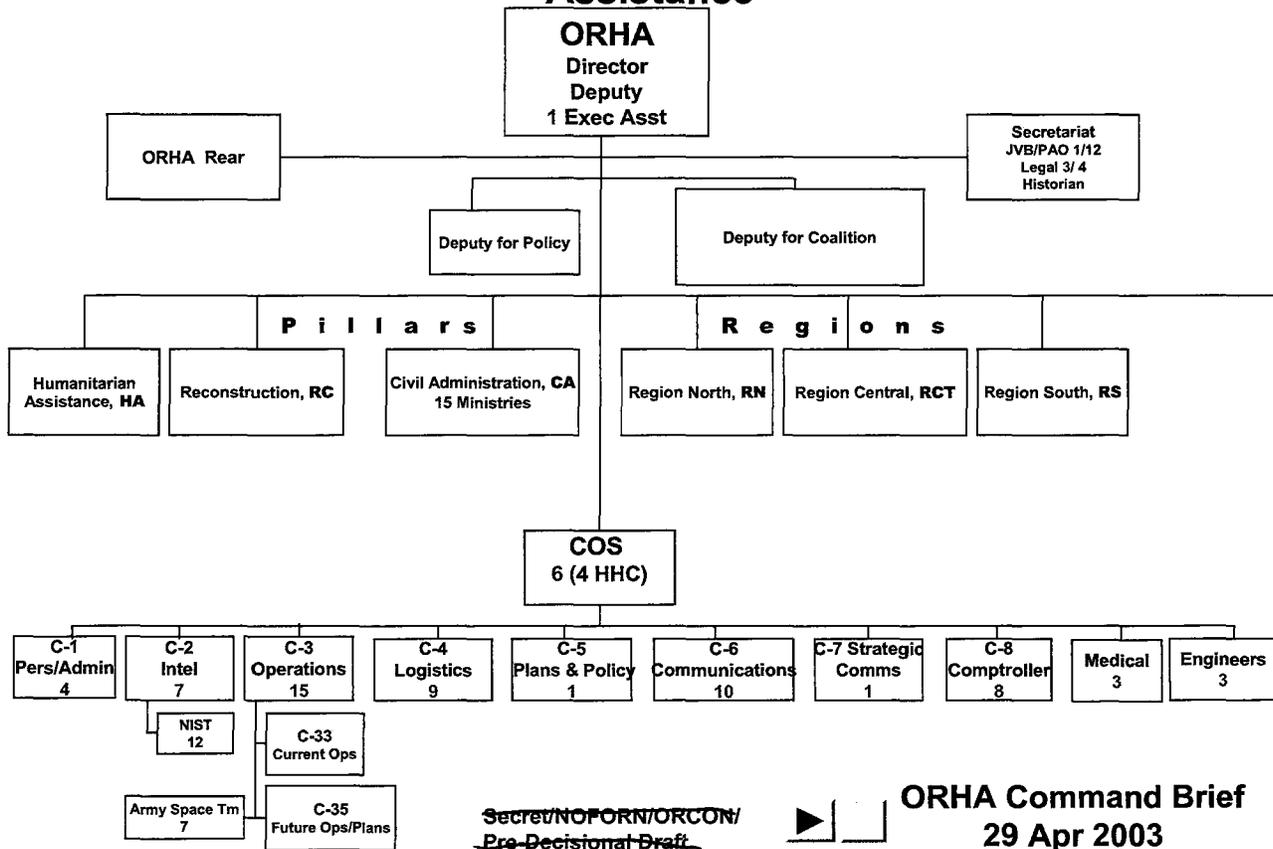 Assistance
ORHA
Director
Deputy
1 Exec Asst
ORHA Rear
Secretariat
JVB/PAO 1/12
Legal 3/ 4
Historian
Deputy for Policy
Deputy for Coalition
Pillars
Regions
Humanitarian
Assistance, HA
Reconstruction, RC
Civil Administration, CA
15 Ministries
Region North, RN
Region Central, RCT
Region South, RS
COS
6 (4 HHC)
C-1
Pers/Admin
4
C-2
Intel
7
C-3
Operations
15
C-4
Logistics
9
C-5
Plans & Policy
1
C-6
Communications
10
C-7 Strategic
Comms
1
C-8
Comptroller
8
Medical
3
Engineers
3
NIST
12
C-33
Current Ops
Army Space Tm
7
C-35
Future Ops/Plans
Secret/NOFORN/ORCON/
Pre-Decisional Draft
ORHA Command Brief
29 Apr 2003